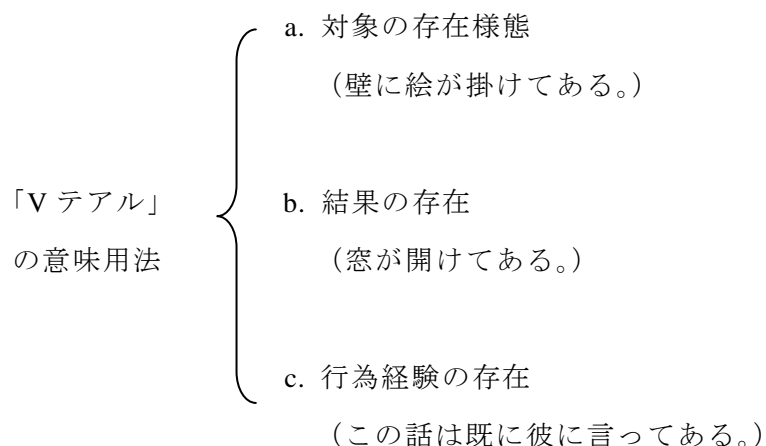 a. 対象の存在様態
（壁に絵が掛けてある。）
「V テアル」
の意味用法
b. 結果の存在
（窓が開けてある。）
c. 行為経験の存在
（この話は既に彼に言ってある。）